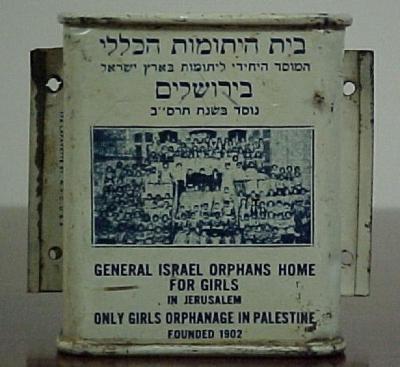 בית היתומות הכללי
המוסד היחידי ליתומות בארץ ישראל
בירושלים
נוסד בשנת תרס״ב
GENERAL ISRAEL ORPHANS HOME
FOR GIRLS
IN JERUSALEM
ONLY GIRLS ORPHANAGE IN PALESTINE
FOUNDED 1902